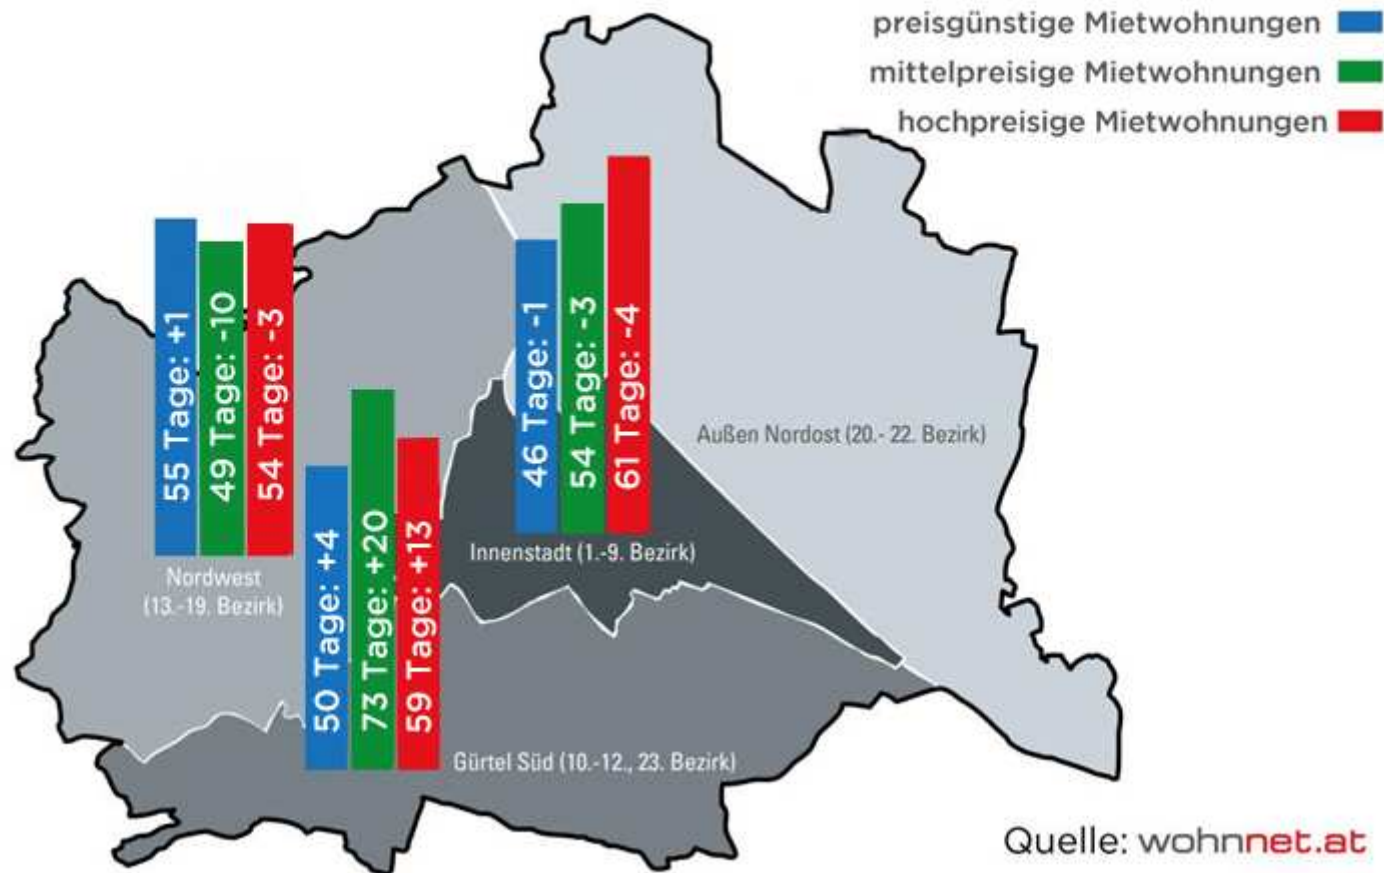 preisgünstige Mietwohnungen
mittelpreisige Mietwohnungen
hochpreisige Mietwohnungen
55 Tage: +1
49 Tage: -10
54 Tage: -3
Nordwest
(13.-19. Bezirk)
46 Tage: -1
54 Tage: -3
61 Tage: -4
Innenstadt (1.-9. Bezirk)
Außen Nordost (20.- 22. Bezirk)
50 Tage: +4
73 Tage: +20
59 Tage: +13
Gürtel Süd (10.-12., 23. Bezirk)
Quelle: wohnnet.at